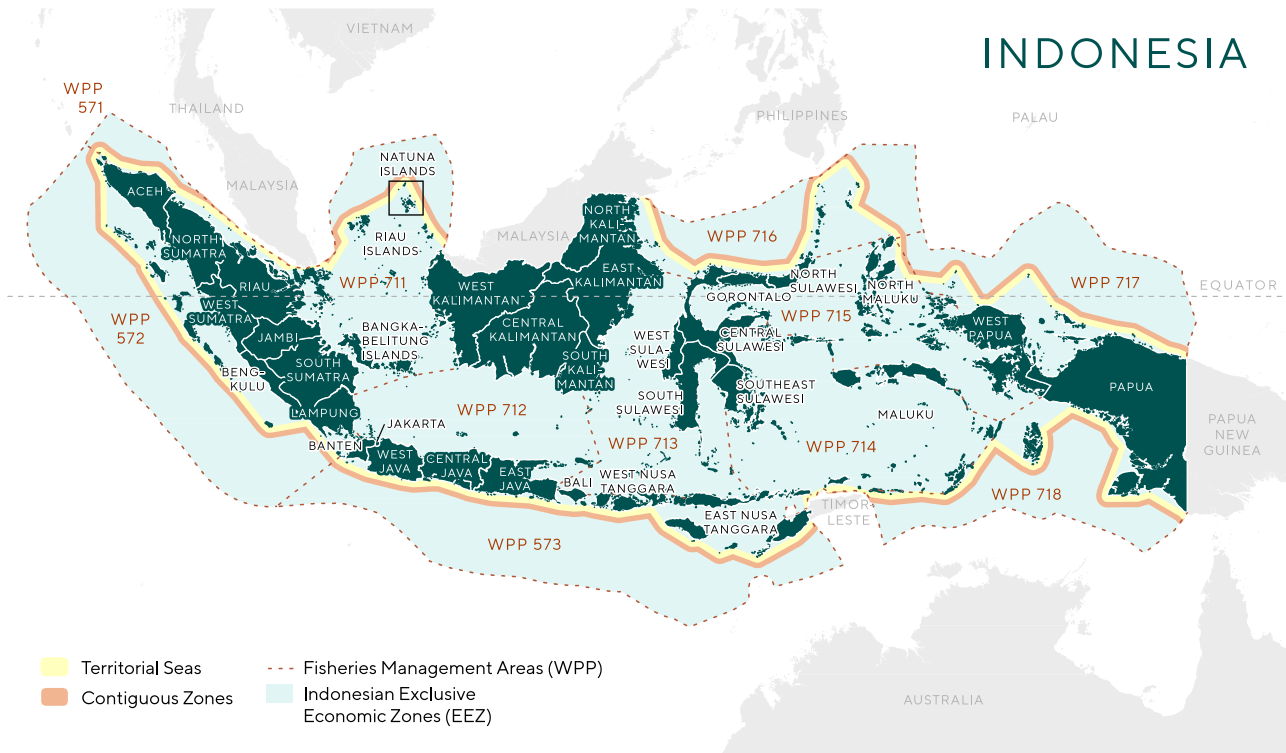 INDONESIA
VIETNAM
WPP
571
THAILAND
PHILIPPINES
PALAU
NATUNA
ISLANDS
MALAYSIA
ACEH
NORTH
SUMATRA
RIAU
ISLANDS
MALAYSIA
NORTH
KALI-
MANTAN
WPP 716
WPP 711
RIAU
WEST
SUMATRA
WEST
KALIMANTAN
EAST
KALIMANTAN
GORONTALO
NORTH
SULAWESI
NORTH
MALUKU
WPP 717
EQUATOR
WPP
572
JAMBI
BANGKA-
BELITUNG
ISLANDS
CENTRAL
KALIMANTAN
WEST
SULA-
WESI
CENTRAL
SULAWESI
WPP 715
WEST
PAPUA
BENG-
KULU
SOUTH
SUMATRA
SOUTH
KALI-
MANTAN
SOUTH
SULAWESI
SOUTHEAST
SULAWESI
PAPUA
LAMPUNG
WPP 712
MALUKU
JAKARTA
BANTEN
WPP 713
WPP 714
PAPUA
NEW
GUINEA
WEST
JAVA
CENTRAL
JAVA
EAST
JAVA
BALI
WEST NUSA
TANGGARA
WPP 718
EAST NUSA
TANGGARA
TIMOR
LESTE
WPP 573
Territorial Seas
Contiguous Zones
Fisheries Management Areas (WPP)
Indonesian Exclusive
Economic Zones (EEZ)
AUSTRALIA